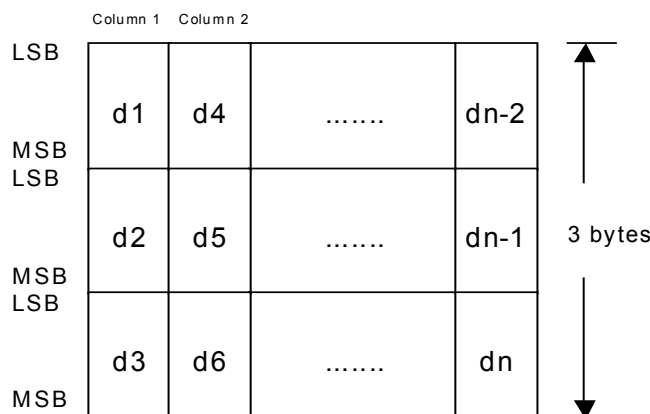 Column 1 Column 2
LSB
d1 d4 ....... dn-2
MSB
LSB
d2 d5 ....... dn-1 3 bytes
MSB
LSB
d3 d6 ....... dn
MSB